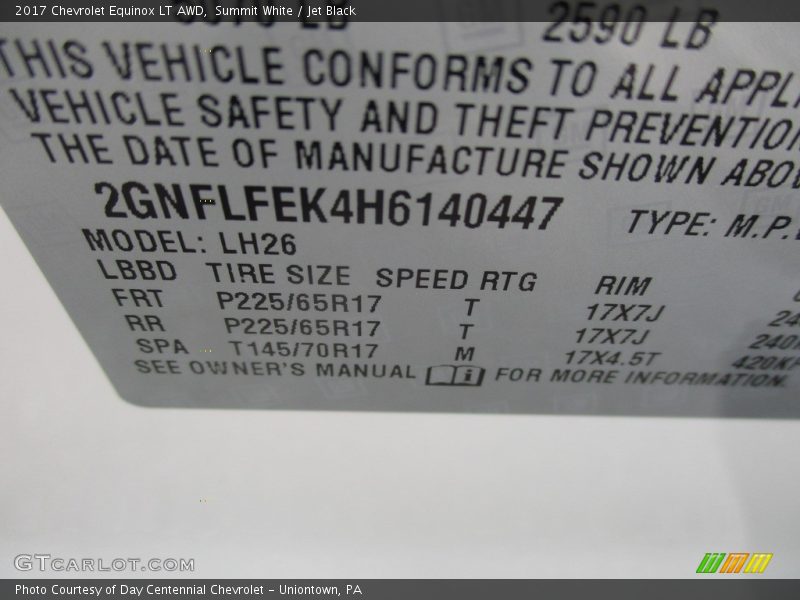 2017 Chevrolet Equinox LT AWD, Summit White / Jet Black
2590 LB
THIS VEHICLE CONFORMS TO ALL
VEHICLE SAFETY AND THEFT PREVENTION
THE DATE OF MANUFACTURE SHOWN
2GNFLFEK4H6140447 TYPE: M.P.
MODEL: LH26
LBBD TIRE SIZE SPEED RTG RIM
FRT P225/65R17 T 17X7J
RR P225/65R17 T 17X7J
SPA T145/70R17 M 17X4.5T 420KP
SEE OWNER'S MANUAL FOR MORE INFORMATION.
GTCARLOT.COM
Photo Courtesy of Day Centennial Chevrolet - Uniontown, PA